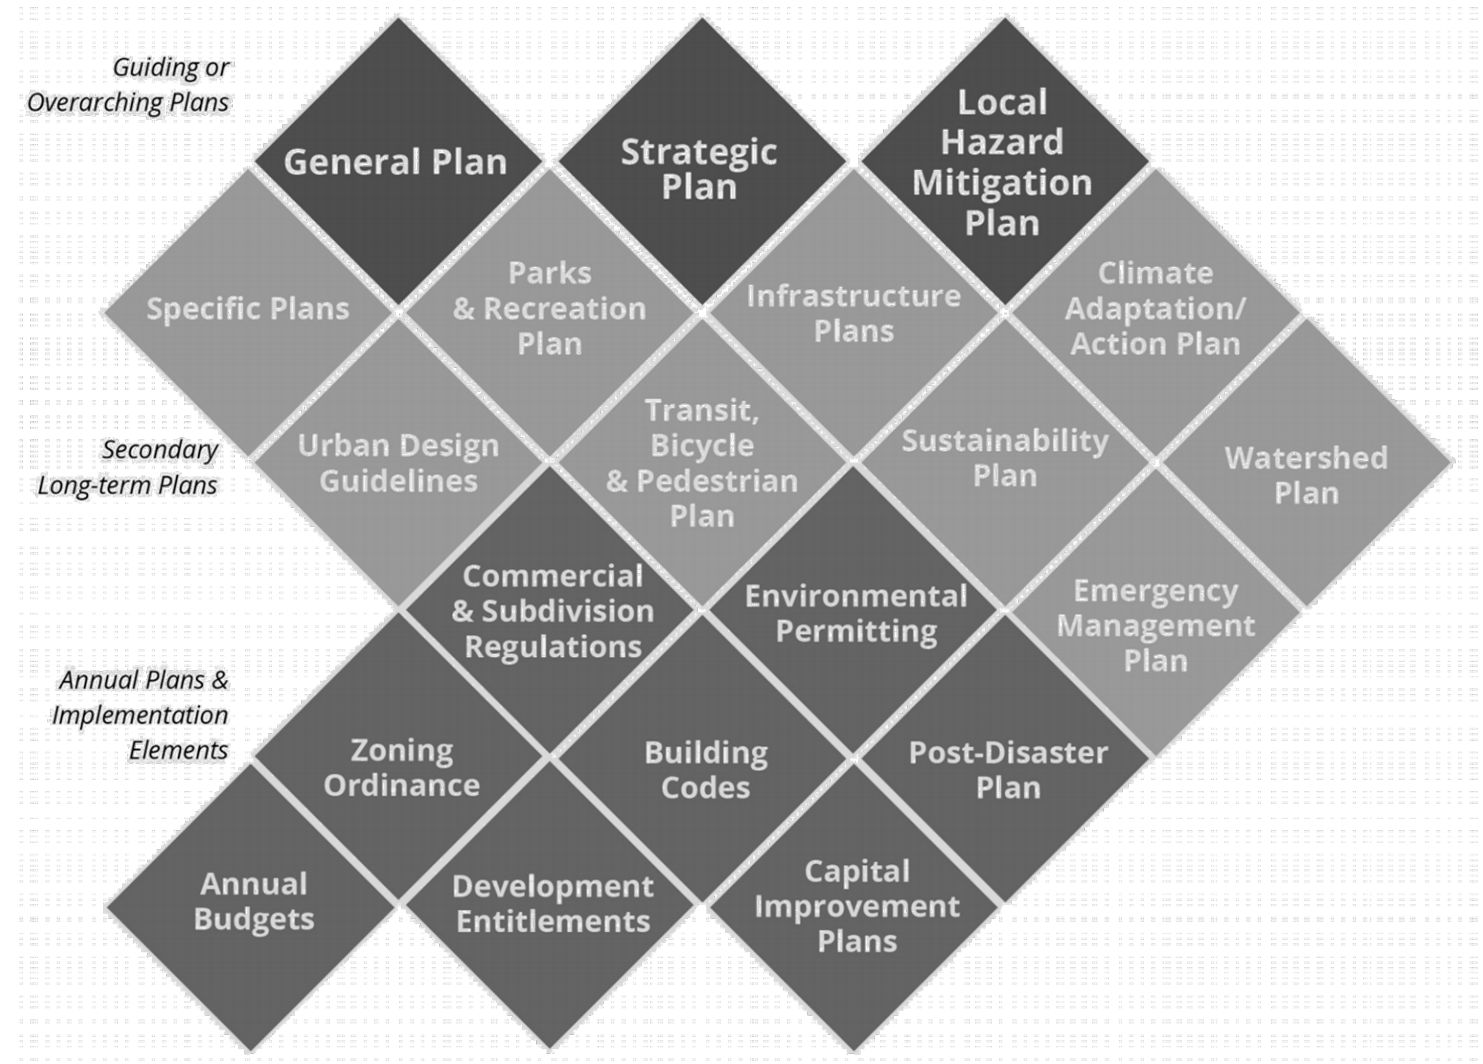 Guiding or
Overarching Plans
General Plan
Strategic
Plan
Local
Hazard
Mitigation
Plan
Specific Plans
Parks
& Recreation
Plan
Infrastructure
Plans
Climate
Adaptation/
Action Plan
Secondary
Long-term Plans
Urban Design
Guidelines
Transit,
Bicycle
& Pedestrian
Plan
Sustainability
Plan
Watershed
Plan
Commercial
& Subdivision
Regulations
Environmental
Permitting
Emergency
Management
Plan
Annual Plans &
Implementation
Elements
Zoning
Ordinance
Building
Codes
Post-Disaster
Plan
Annual
Budgets
Development
Entitlements
Capital
Improvement
Plans